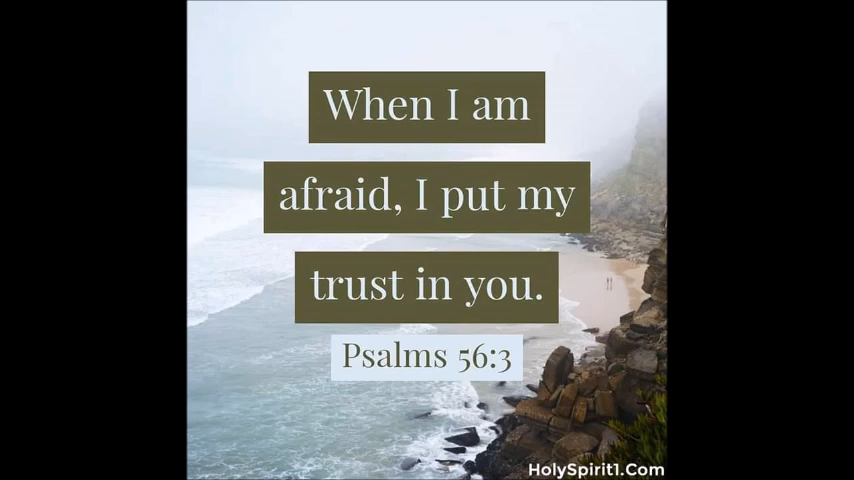 When I am
afraid, I put my
trust in you.
Psalms 56:3
HolySpirit1.Com